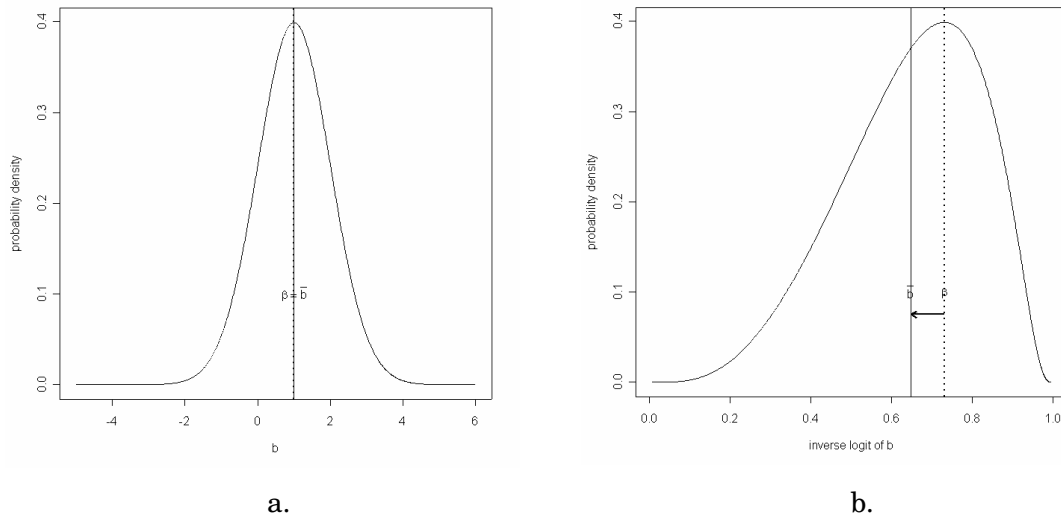 a.
0.4
0.3
0.2
0.1
0.0
probability density
β = b̄
-4 -2 0 2 4 6
b
a.
b.
0.4
0.3
0.2
0.1
0.0
probability density
b̄ β
0.0 0.2 0.4 0.6 0.8 1.0
inverse logit of b
b.